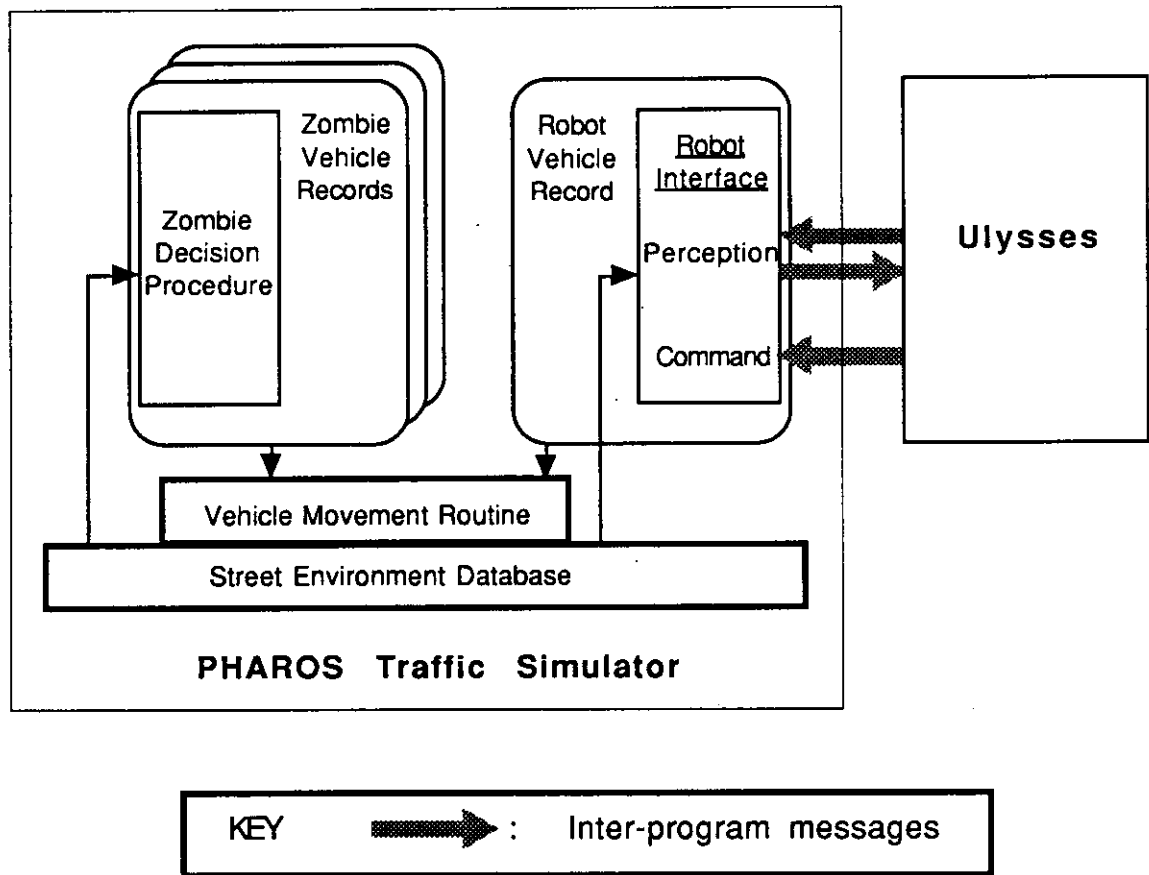 Zombie
Vehicle
Records
Zombie
Decision
Procedure
Robot
Vehicle
Record
Robot
Interface
Perception
Command
Ulysses
Vehicle Movement Routine
Street Environment Database
PHAROS Traffic Simulator
KEY : Inter-program messages